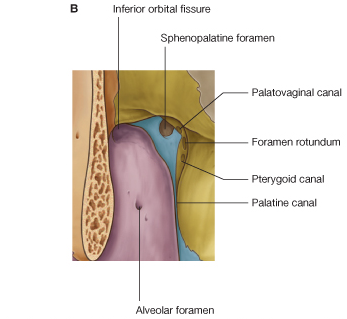 B
Inferior orbital fissure
Sphenopalatine foramen
Palatovaginal canal
Foramen rotundum
Pterygoid canal
Palatine canal
Alveolar foramen